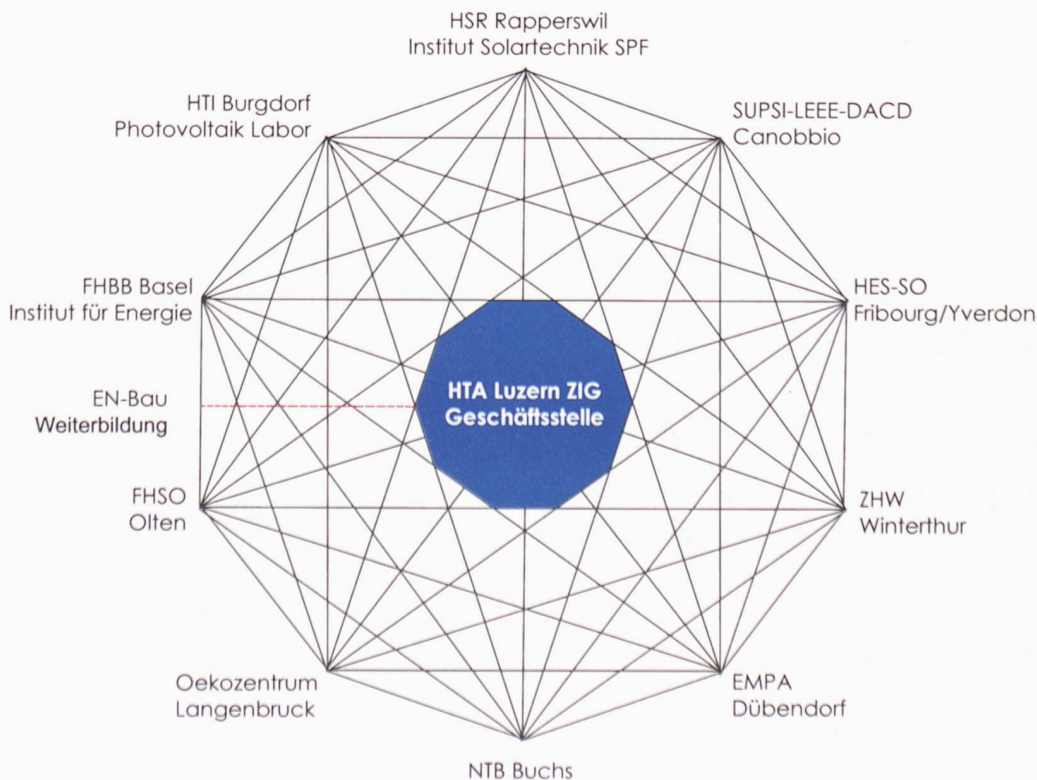 HSR Rapperswil
Institut Solartechnik SPF
HTI Burgdorf
Photovoltaik Labor
SUPSI-LEEE-DACD
Canobbio
FHBB Basel
Institut für Energie
HES-SO
Fribourg/Yverdon
EN-Bau
Weiterbildung
HTA Luzern ZIG
Geschäftsstelle
FHSO
Olten
ZHW
Winterthur
Oekozentrum
Langenbruck
EMPA
Dübendorf
NTB Buchs